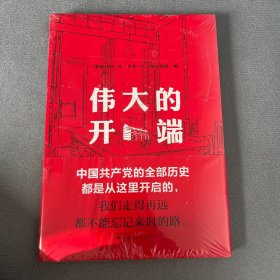 伟大的
开端
中国共产党的全部历史
都是从这里开启的，
我们走得再远
都不能忘记来时的路。